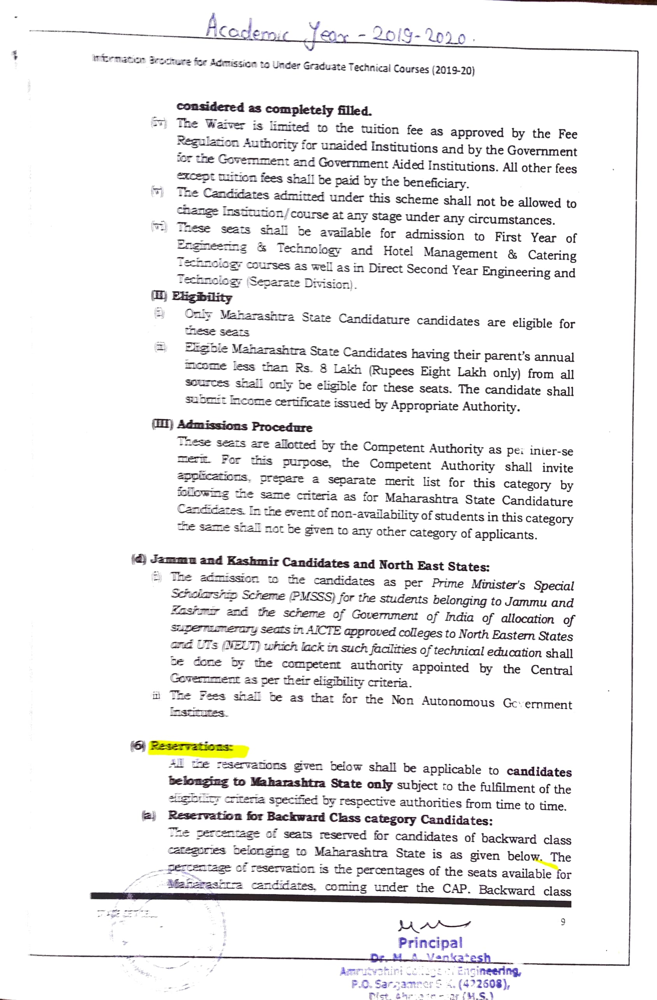 Academic Year - 2019-2020.
Information Brochure for Admission to Under Graduate Technical Courses (2019-20)
considered as completely filled.
(iv) The Waiver is limited to the tuition fee as approved by the Fee
Regulation Authority for unaided Institutions and by the Government
for the Government and Government Aided Institutions. All other fees
except tuition fees shall be paid by the beneficiary.
(v) The Candidates admitted under this scheme shall not be allowed to
change Institution/course at any stage under any circumstances.
(vi) These seats shall be available for admission to First Year of
Engineering & Technology and Hotel Management & Catering
Technology courses as well as in Direct Second Year Engineering and
Technology (Separate Division).
(II) Eligibility
(i) Only Maharashtra State Candidature candidates are eligible for
these seats
(ii) Eligible Maharashtra State Candidates having their parent's annual
income less than Rs. 8 Lakh (Rupees Eight Lakh only) from all
sources shall only be eligible for these seats. The candidate shall
submit Income certificate issued by Appropriate Authority.
(III) Admissions Procedure
These seats are allotted by the Competent Authority as per inter-se
merit. For this purpose, the Competent Authority shall invite
applications, prepare a separate merit list for this category by
following the same criteria as for Maharashtra State Candidature
Candidates. In the event of non-availability of students in this category
the same shall not be given to any other category of applicants.
(d) Jammu and Kashmir Candidates and North East States:
(i) The admission to the candidates as per Prime Minister's Special
Scholarship Scheme (PMSSS) for the students belonging to Jammu and
Kashmir and the scheme of Government of India of allocation of
supernumerary seats in AICTE approved colleges to North Eastern States
and UTs (NEUT) which lack in such facilities of technical education shall
be done by the competent authority appointed by the Central
Government as per their eligibility criteria.
ii The Fees shall be as that for the Non Autonomous Government
Institutes.
(6) Reservations:
All the reservations given below shall be applicable to candidates
belonging to Maharashtra State only subject to the fulfilment of the
eligibility criteria specified by respective authorities from time to time.
(a) Reservation for Backward Class category Candidates:
The percentage of seats reserved for candidates of backward class
categories belonging to Maharashtra State is as given below. The
percentage of reservation is the percentages of the seats available for
Maharashtra candidates, coming under the CAP. Backward class
9
Principal
Dr. M. A. Venkatesh
Amrutvahini College of Engineering,
P.O. Sangamner S.K. (422608),
Dist. (M.S.)